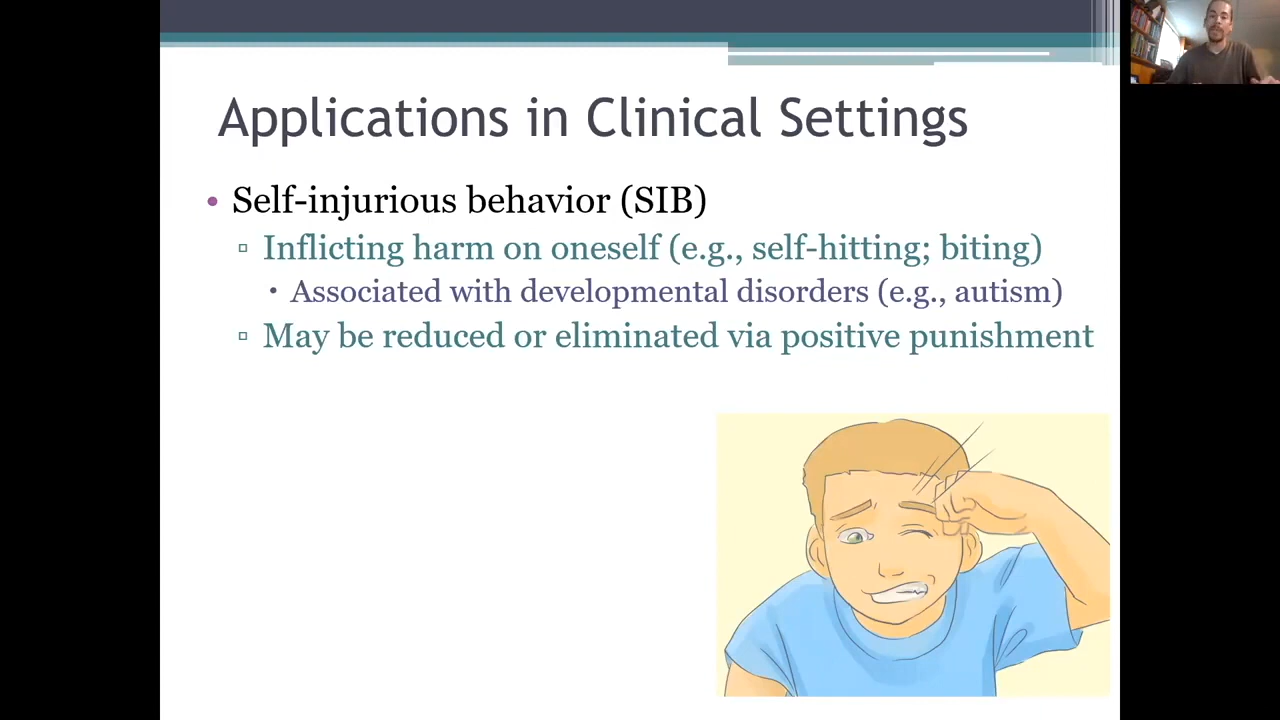 Applications in Clinical Settings
• Self-injurious behavior (SIB)
▫ Inflicting harm on oneself (e.g., self-hitting; biting)
▪ Associated with developmental disorders (e.g., autism)
▫ May be reduced or eliminated via positive punishment